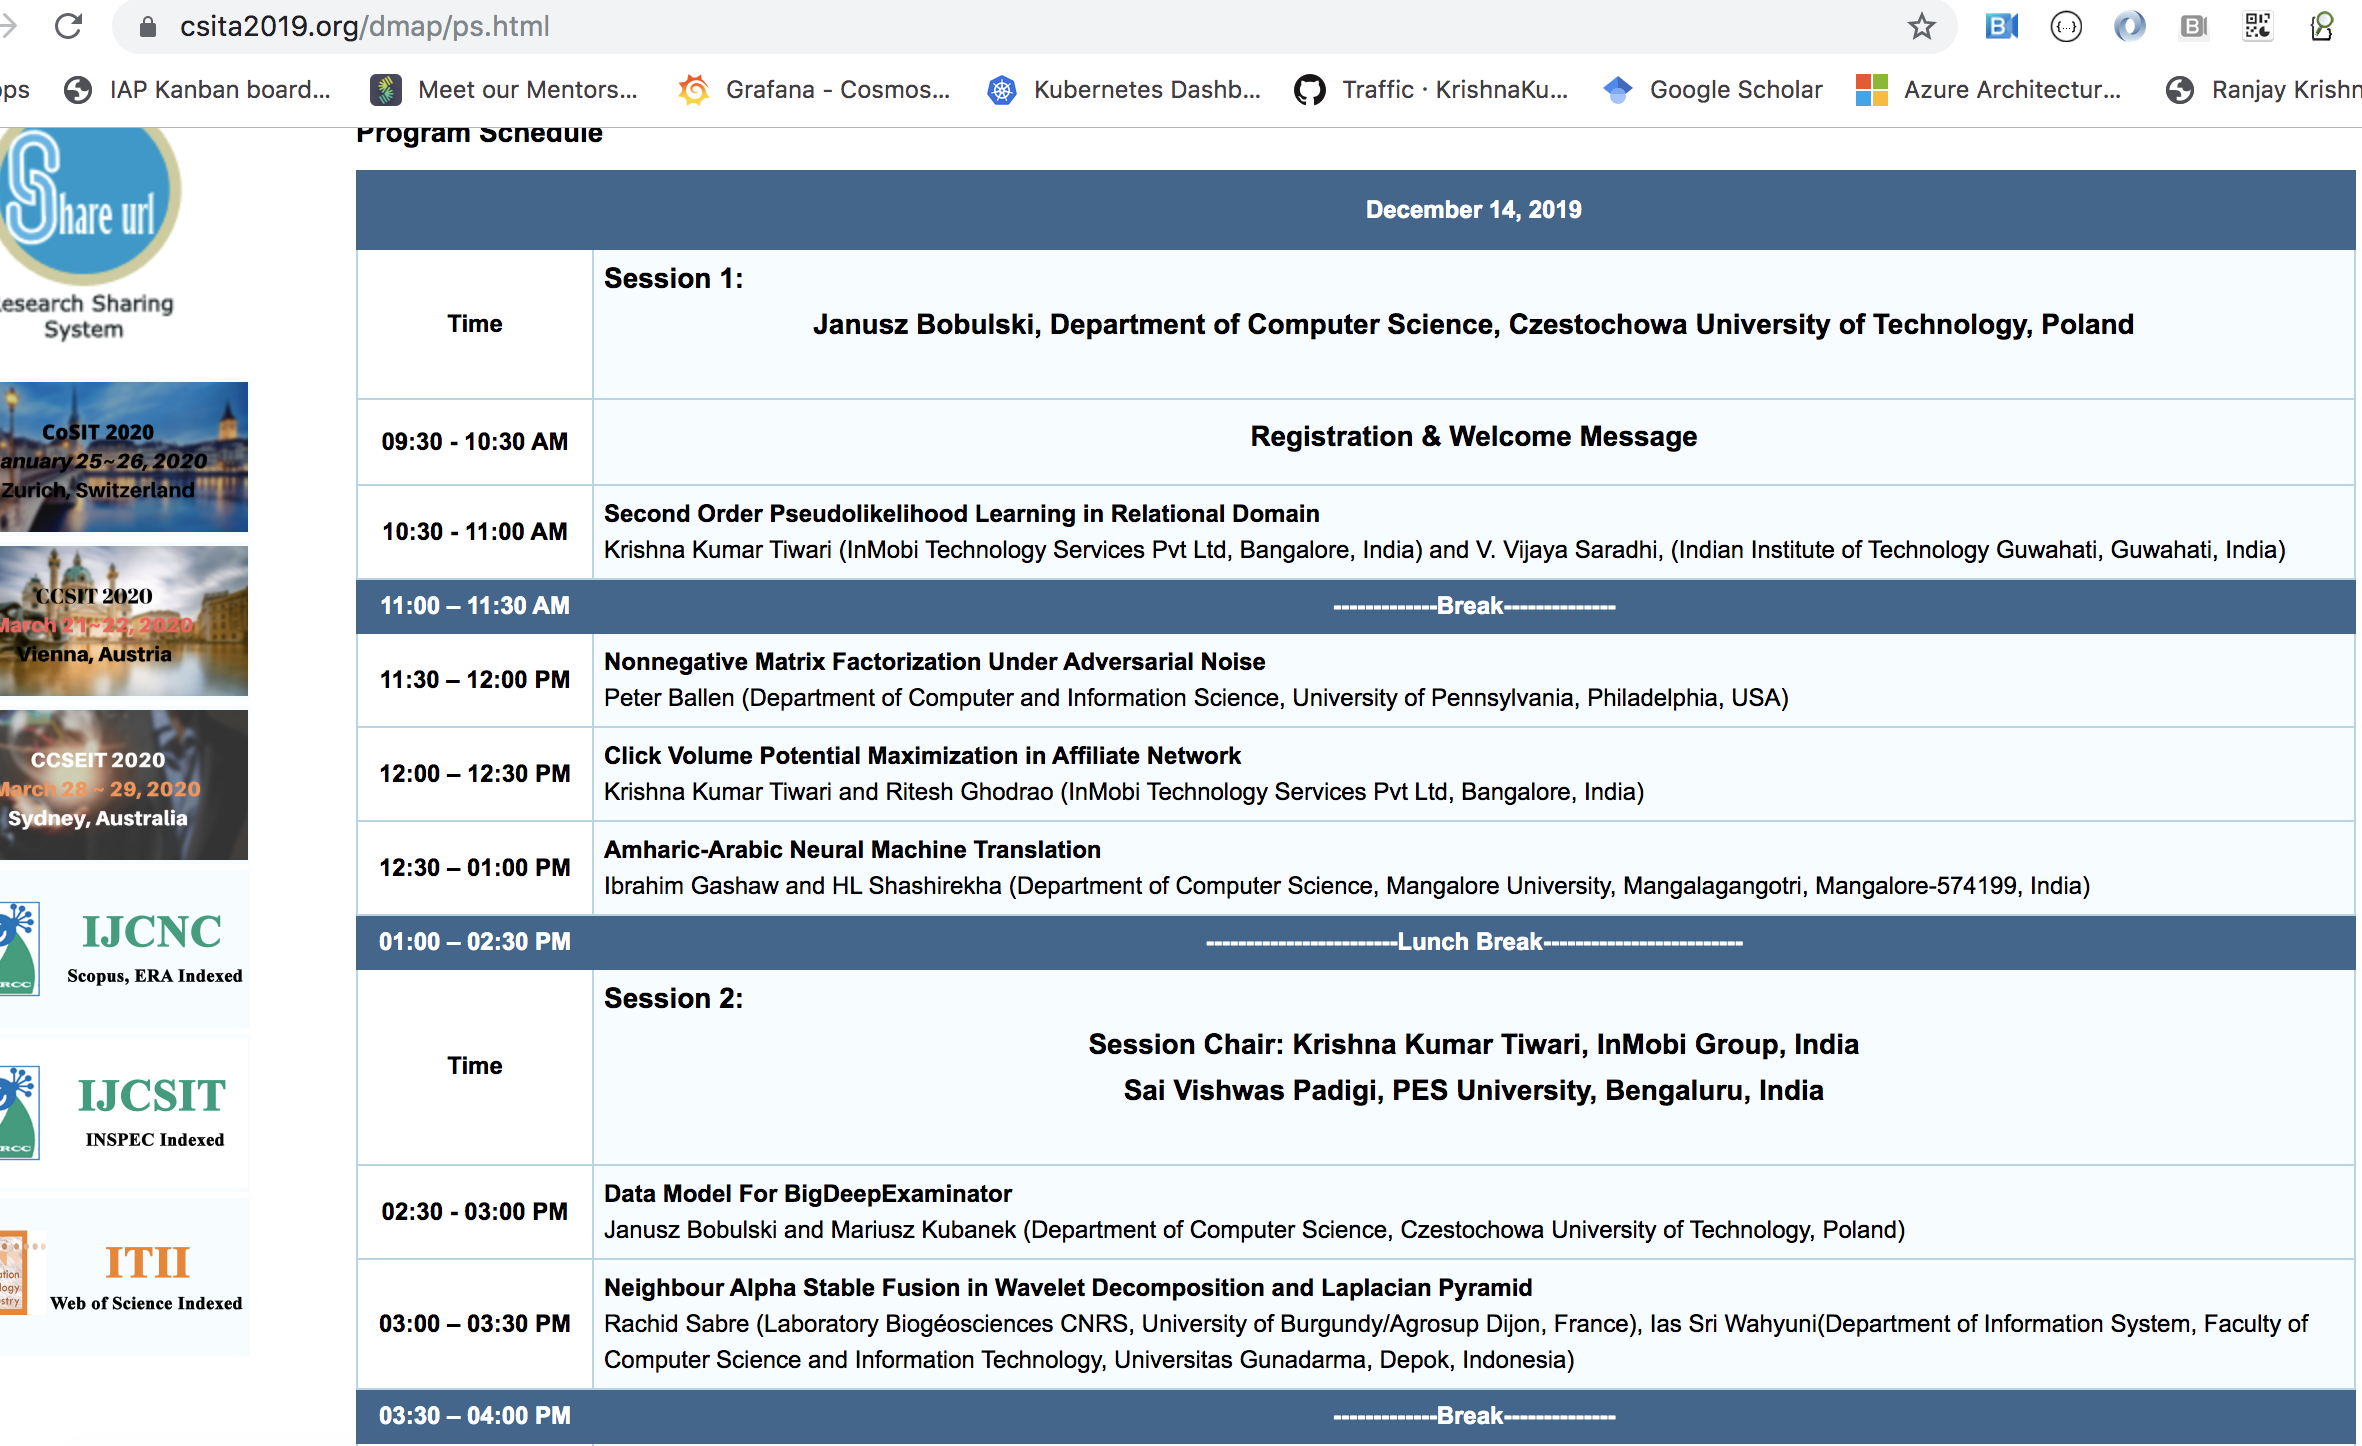 csita2019.org/dmap/ps.html
IAP Kanban board...
Meet our Mentors...
Grafana - Cosmos...
Kubernetes Dashb...
Traffic · KrishnaKu...
Google Scholar
Azure Architectur...
Ranjay Krishn
Program Schedule
Share url
esearch Sharing
System
CoSIT 2020
anuary 25~26, 2020
Zurich, Switzerland
CCSIT 2020
March 21~22, 2020
Vienna, Austria
CCSEIT 2020
March 28 ~ 29, 2020
Sydney, Australia
IJCNC
Scopus, ERA Indexed
RCC
IJCSIT
INSPEC Indexed
RCC
ITII
Web of Science Indexed
December 14, 2019
Time
Session 1:
Janusz Bobulski, Department of Computer Science, Czestochowa University of Technology, Poland
09:30 - 10:30 AM
Registration & Welcome Message
10:30 - 11:00 AM
Second Order Pseudolikelihood Learning in Relational Domain
Krishna Kumar Tiwari (InMobi Technology Services Pvt Ltd, Bangalore, India) and V. Vijaya Saradhi, (Indian Institute of Technology Guwahati, Guwahati, India)
11:00 – 11:30 AM
-------------Break--------------
11:30 – 12:00 PM
Nonnegative Matrix Factorization Under Adversarial Noise
Peter Ballen (Department of Computer and Information Science, University of Pennsylvania, Philadelphia, USA)
12:00 – 12:30 PM
Click Volume Potential Maximization in Affiliate Network
Krishna Kumar Tiwari and Ritesh Ghodrao (InMobi Technology Services Pvt Ltd, Bangalore, India)
12:30 – 01:00 PM
Amharic-Arabic Neural Machine Translation
Ibrahim Gashaw and HL Shashirekha (Department of Computer Science, Mangalore University, Mangalagangotri, Mangalore-574199, India)
01:00 – 02:30 PM
------------------------Lunch Break-------------------------
Time
Session 2:
Session Chair: Krishna Kumar Tiwari, InMobi Group, India
Sai Vishwas Padigi, PES University, Bengaluru, India
02:30 - 03:00 PM
Data Model For BigDeepExaminator
Janusz Bobulski and Mariusz Kubanek (Department of Computer Science, Czestochowa University of Technology, Poland)
03:00 – 03:30 PM
Neighbour Alpha Stable Fusion in Wavelet Decomposition and Laplacian Pyramid
Rachid Sabre (Laboratory Biogéosciences CNRS, University of Burgundy/Agrosup Dijon, France), Ias Sri Wahyuni(Department of Information System, Faculty of
Computer Science and Information Technology, Universitas Gunadarma, Depok, Indonesia)
03:30 – 04:00 PM
-------------Break--------------